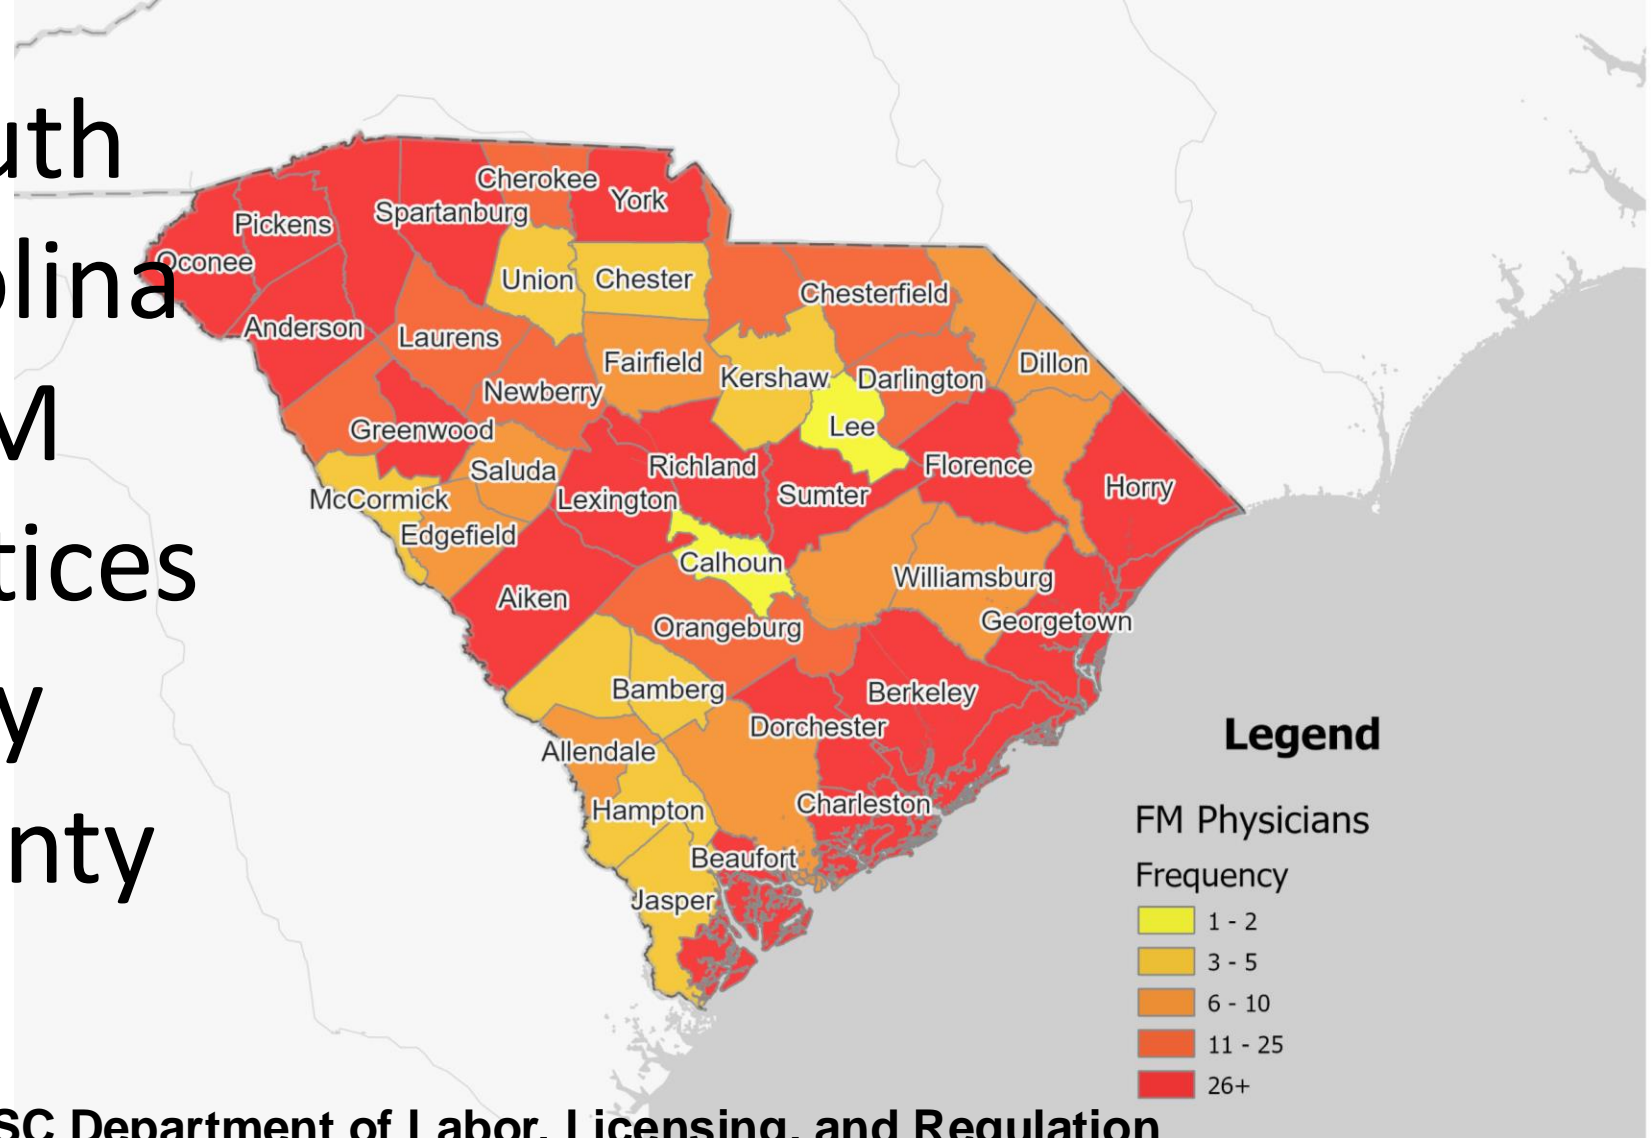 uth
olina
M
tices
y
nty
Cherokee
York
Spartanburg
Pickens
Oconee
Union
Chester
Chesterfield
Anderson
Laurens
Fairfield
Dillon
Kershaw
Darlington
Newberry
Lee
Greenwood
Saluda
Richland
Florence
McCormick
Lexington
Sumter
Horry
Edgefield
Calhoun
Williamsburg
Aiken
Orangeburg
Georgetown
Bamberg
Berkeley
Dorchester
Allendale
Hampton
Charleston
Beaufort
Jasper
Legend
FM Physicians
Frequency
1 - 2
3 - 5
6 - 10
11 - 25
26+
SC Department of Labor, Licensing, and Regulation